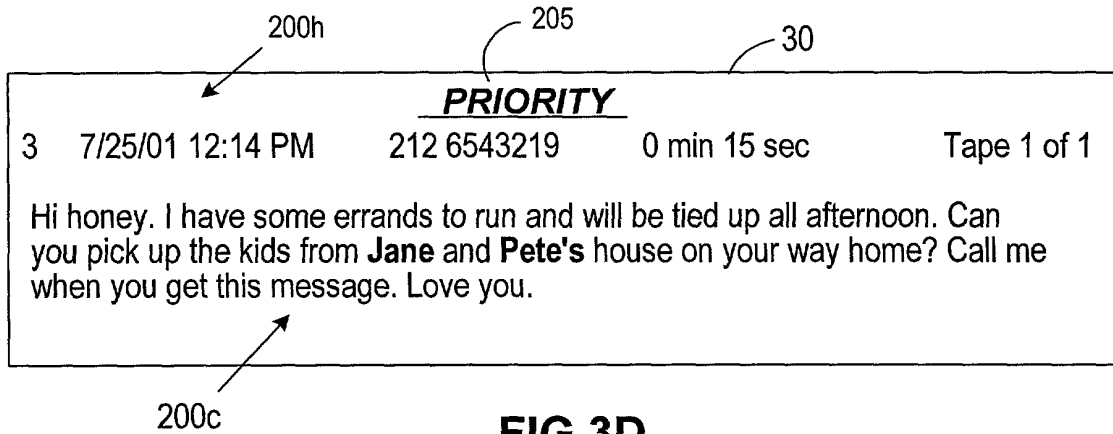 200h 205 30
PRIORITY
3 7/25/01 12:14 PM 212 6543219 0 min 15 sec Tape 1 of 1
Hi honey. I have some errands to run and will be tied up all afternoon. Can
you pick up the kids from Jane and Pete's house on your way home? Call me
when you get this message. Love you.
200c
FIG 3D